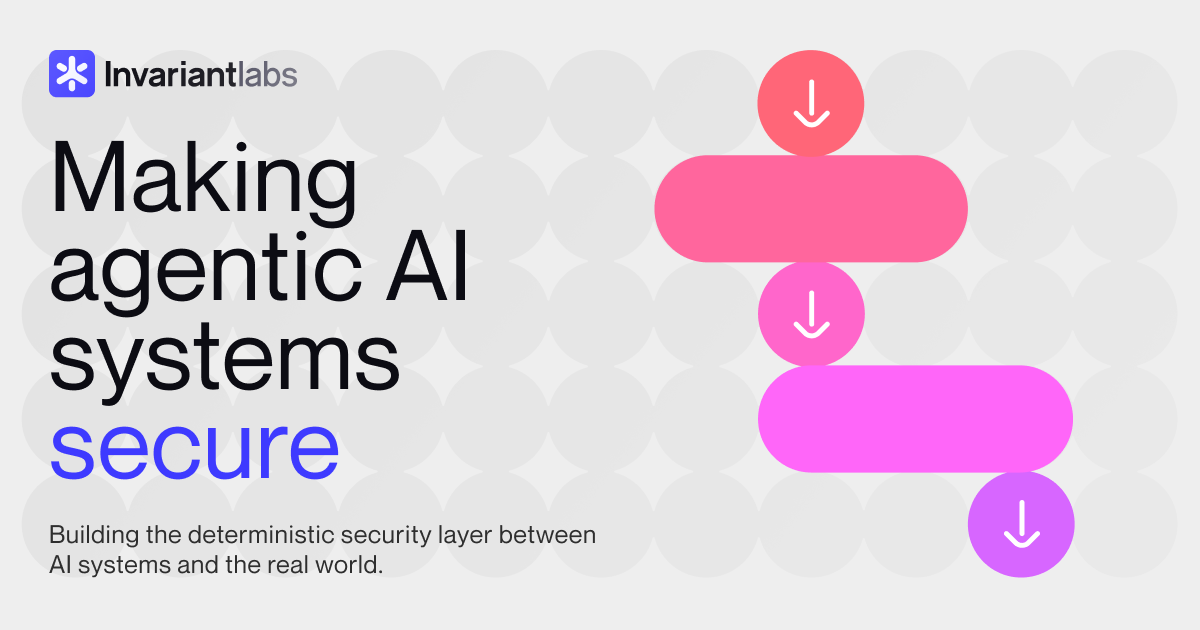 Invariantlabs
Making
agentic AI
systems
secure
Building the deterministic security layer between
AI systems and the real world.